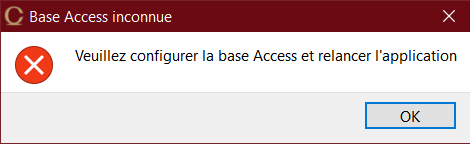 Base Access inconnue
Veuillez configurer la base Access et relancer l'application
OK